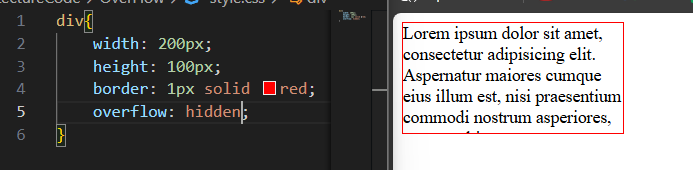 OverFlow
style.css
div
1 div{
2 width: 200px;
3 height: 100px;
4 border: 1px solid red;
5 overflow: hidden;
6 }
Lorem ipsum dolor sit amet,
consectetur adipisicing elit.
Aspernatur maiores cumque
eius illum est, nisi praesentium
commodi nostrum asperiores,